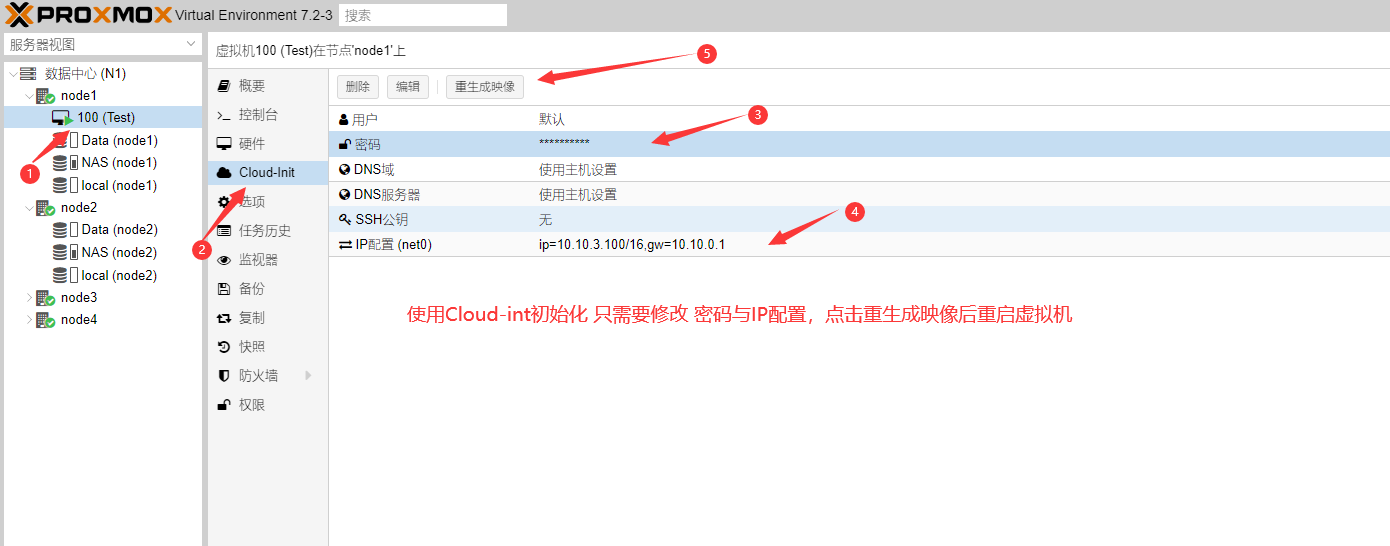 PROXMOX Virtual Environment 7.2-3 搜索
服务器视图
数据中心 (N1)
node1
100 (Test)
Data (node1)
NAS (node1)
local (node1)
node2
Data (node2)
NAS (node2)
local (node2)
node3
node4
虚拟机100 (Test)在节点'node1'上
概要
控制台
硬件
Cloud-Init
选项
任务历史
监视器
备份
复制
快照
防火墙
权限
删除 编辑 重生成映像
用户 默认
密码 **********
DNS域 使用主机设置
DNS服务器 使用主机设置
SSH公钥 无
IP配置 (net0) ip=10.10.3.100/16,gw=10.10.0.1
1
2
3
4
5
使用Cloud-int初始化 只需要修改 密码与IP配置，点击重生成映像后重启虚拟机